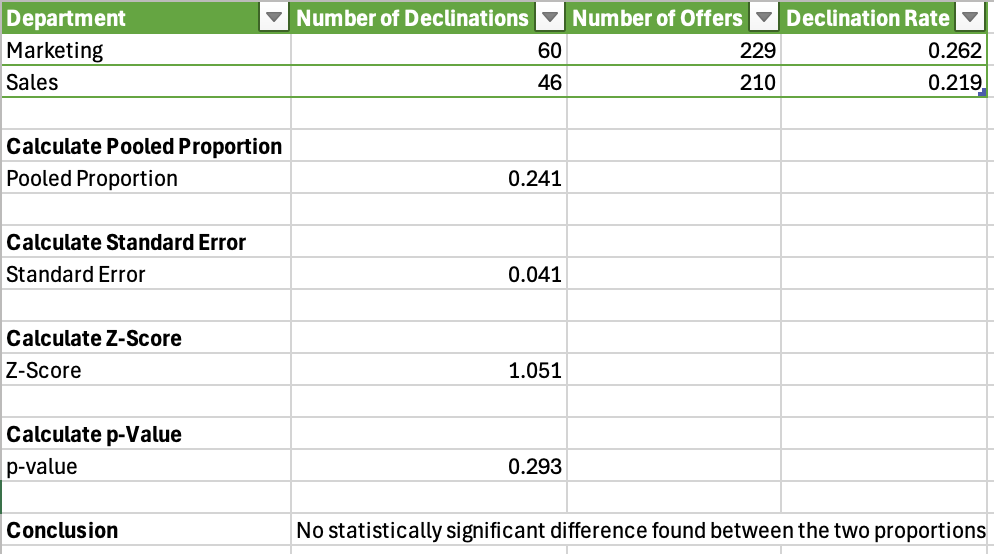 Department Number of Declinations Number of Offers Declination Rate
Marketing 60 229 0.262
Sales 46 210 0.219
Calculate Pooled Proportion
Pooled Proportion 0.241
Calculate Standard Error
Standard Error 0.041
Calculate Z-Score
Z-Score 1.051
Calculate p-Value
p-value 0.293
Conclusion No statistically significant difference found between the two proportions